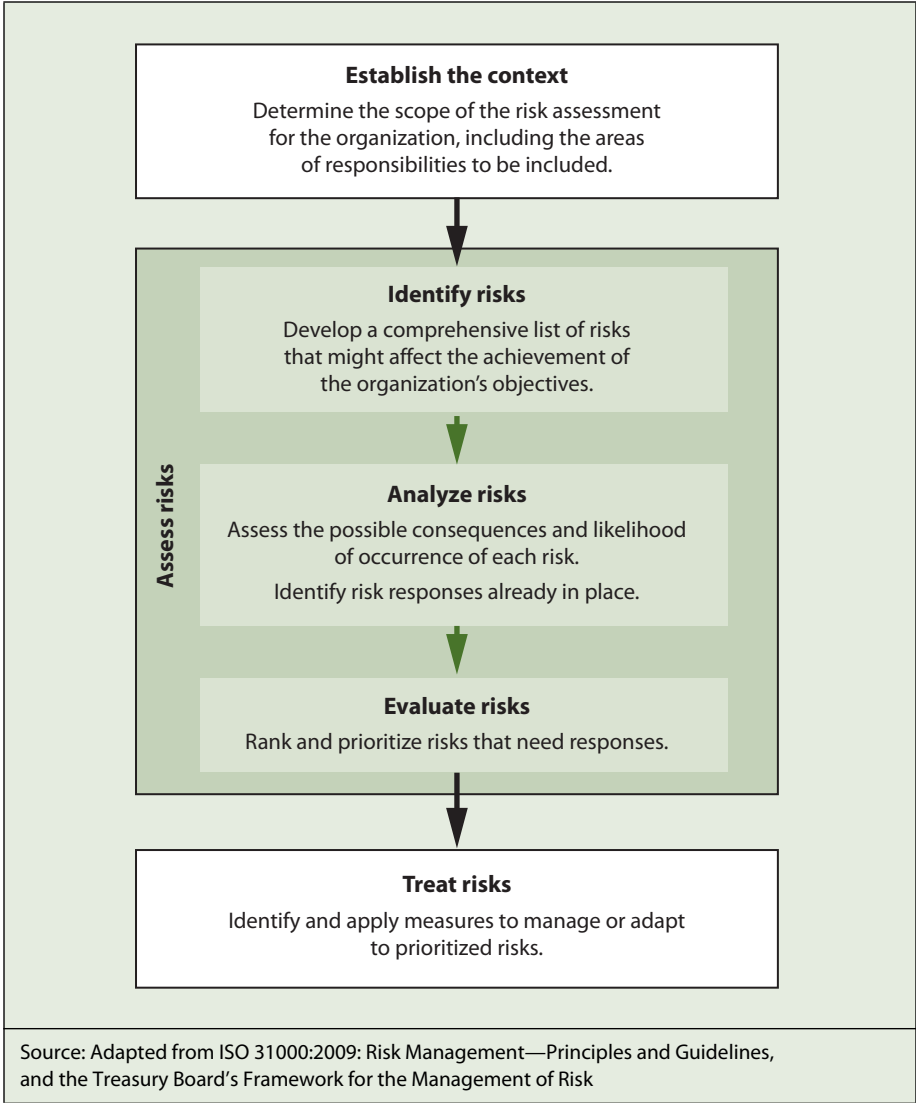 Establish the context
Determine the scope of the risk assessment
for the organization, including the areas
of responsibilities to be included.
Assess risks
Identify risks
Develop a comprehensive list of risks
that might affect the achievement of
the organization’s objectives.
Analyze risks
Assess the possible consequences and likelihood
of occurrence of each risk.
Identify risk responses already in place.
Evaluate risks
Rank and prioritize risks that need responses.
Treat risks
Identify and apply measures to manage or adapt
to prioritized risks.
Source: Adapted from ISO 31000:2009: Risk Management—Principles and Guidelines,
and the Treasury Board’s Framework for the Management of Risk